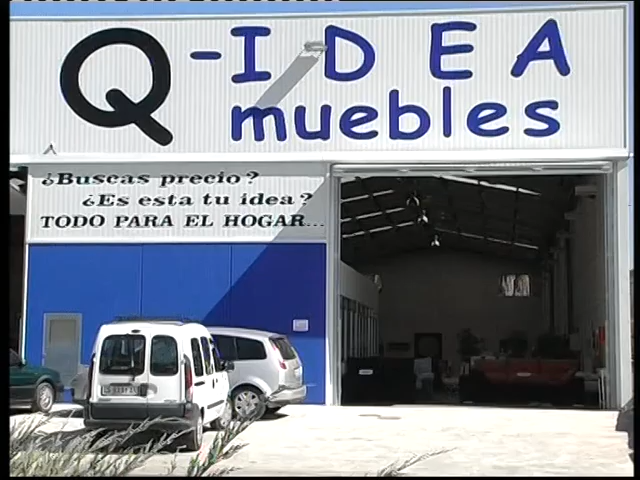 Q-IDEA
muebles
¿Buscas precio?
¿Es esta tu idea?
TODO PARA EL HOGAR...